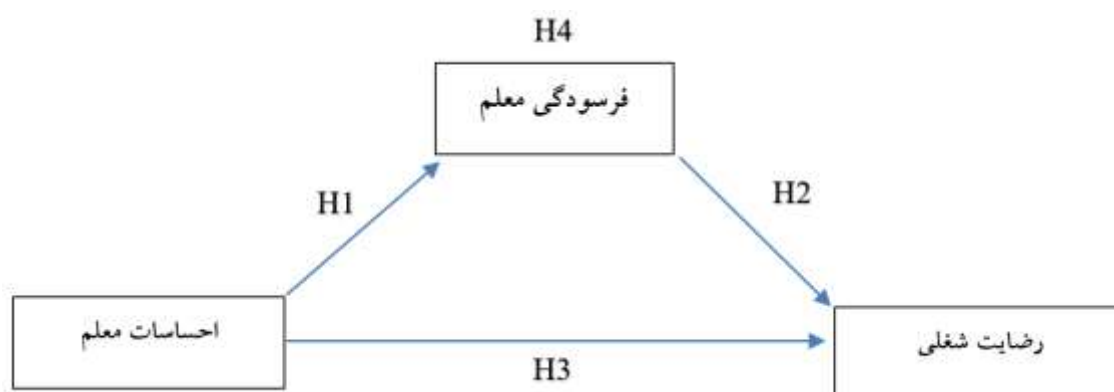 H4
فرسودگی معلم
H1
H2
احساسات معلم
رضایت شغلی
H3